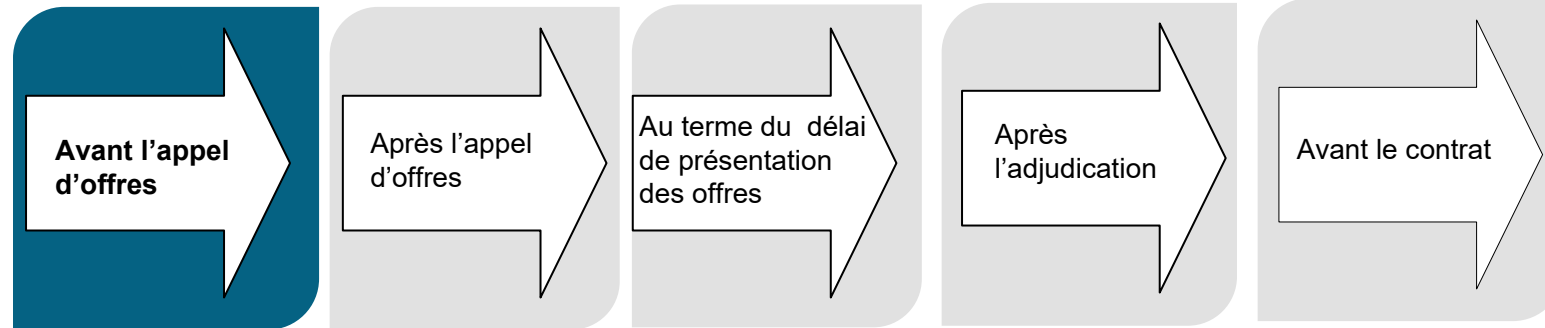 Avant l’appel
d’offres
Après l’appel
d’offres
Au terme du  délai
de présentation
des offres
Après
l’adjudication
Avant le contrat